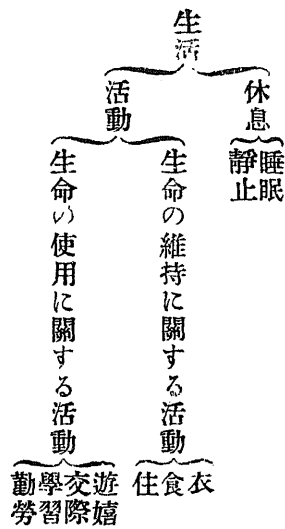 生活
休息
睡眠
靜止
活動
生命の維持に關する活動
衣
食
住
生命の使用に關する活動
遊嬉
交際
學習
勤勞